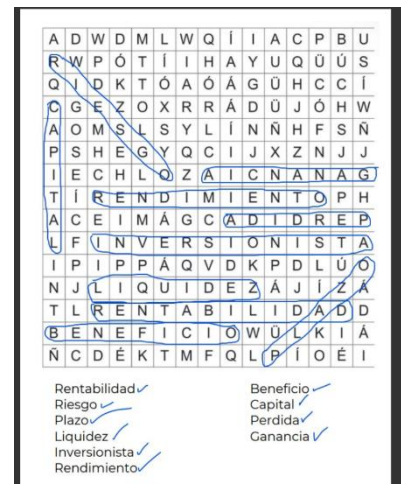 A D W D M L W Q Í I A C P B U
R W P Ó T Í I H A Y U Q Ü Ú S
Q I D K T Ó A Ó Á G Ü H C C Í
C G E Z O X R R Á D Ü J Ó H W
A O M S L S Y L Í N Ñ H F S Ñ
P S H E G Y Q C I J X Z N J J
I E C H L O Z A I C N A N A G
T Í R E N D I M I E N T O P H
A C E I M Á G C A D I D R E P
L F I N V E R S I O N I S T A
I P I P P Á Q V D K P D L Ú O
N J L I Q U I D E Z Á J Í Z Á
T L R E N T A B I L I D A D D
B E N E F I C I O W Ü L K I Á
Ñ C D É K T M F Q L P Í O É I
Rentabilidad
Riesgo
Plazo
Liquidez
Inversionista
Rendimiento
Beneficio
Capital
Perdida
Ganancia